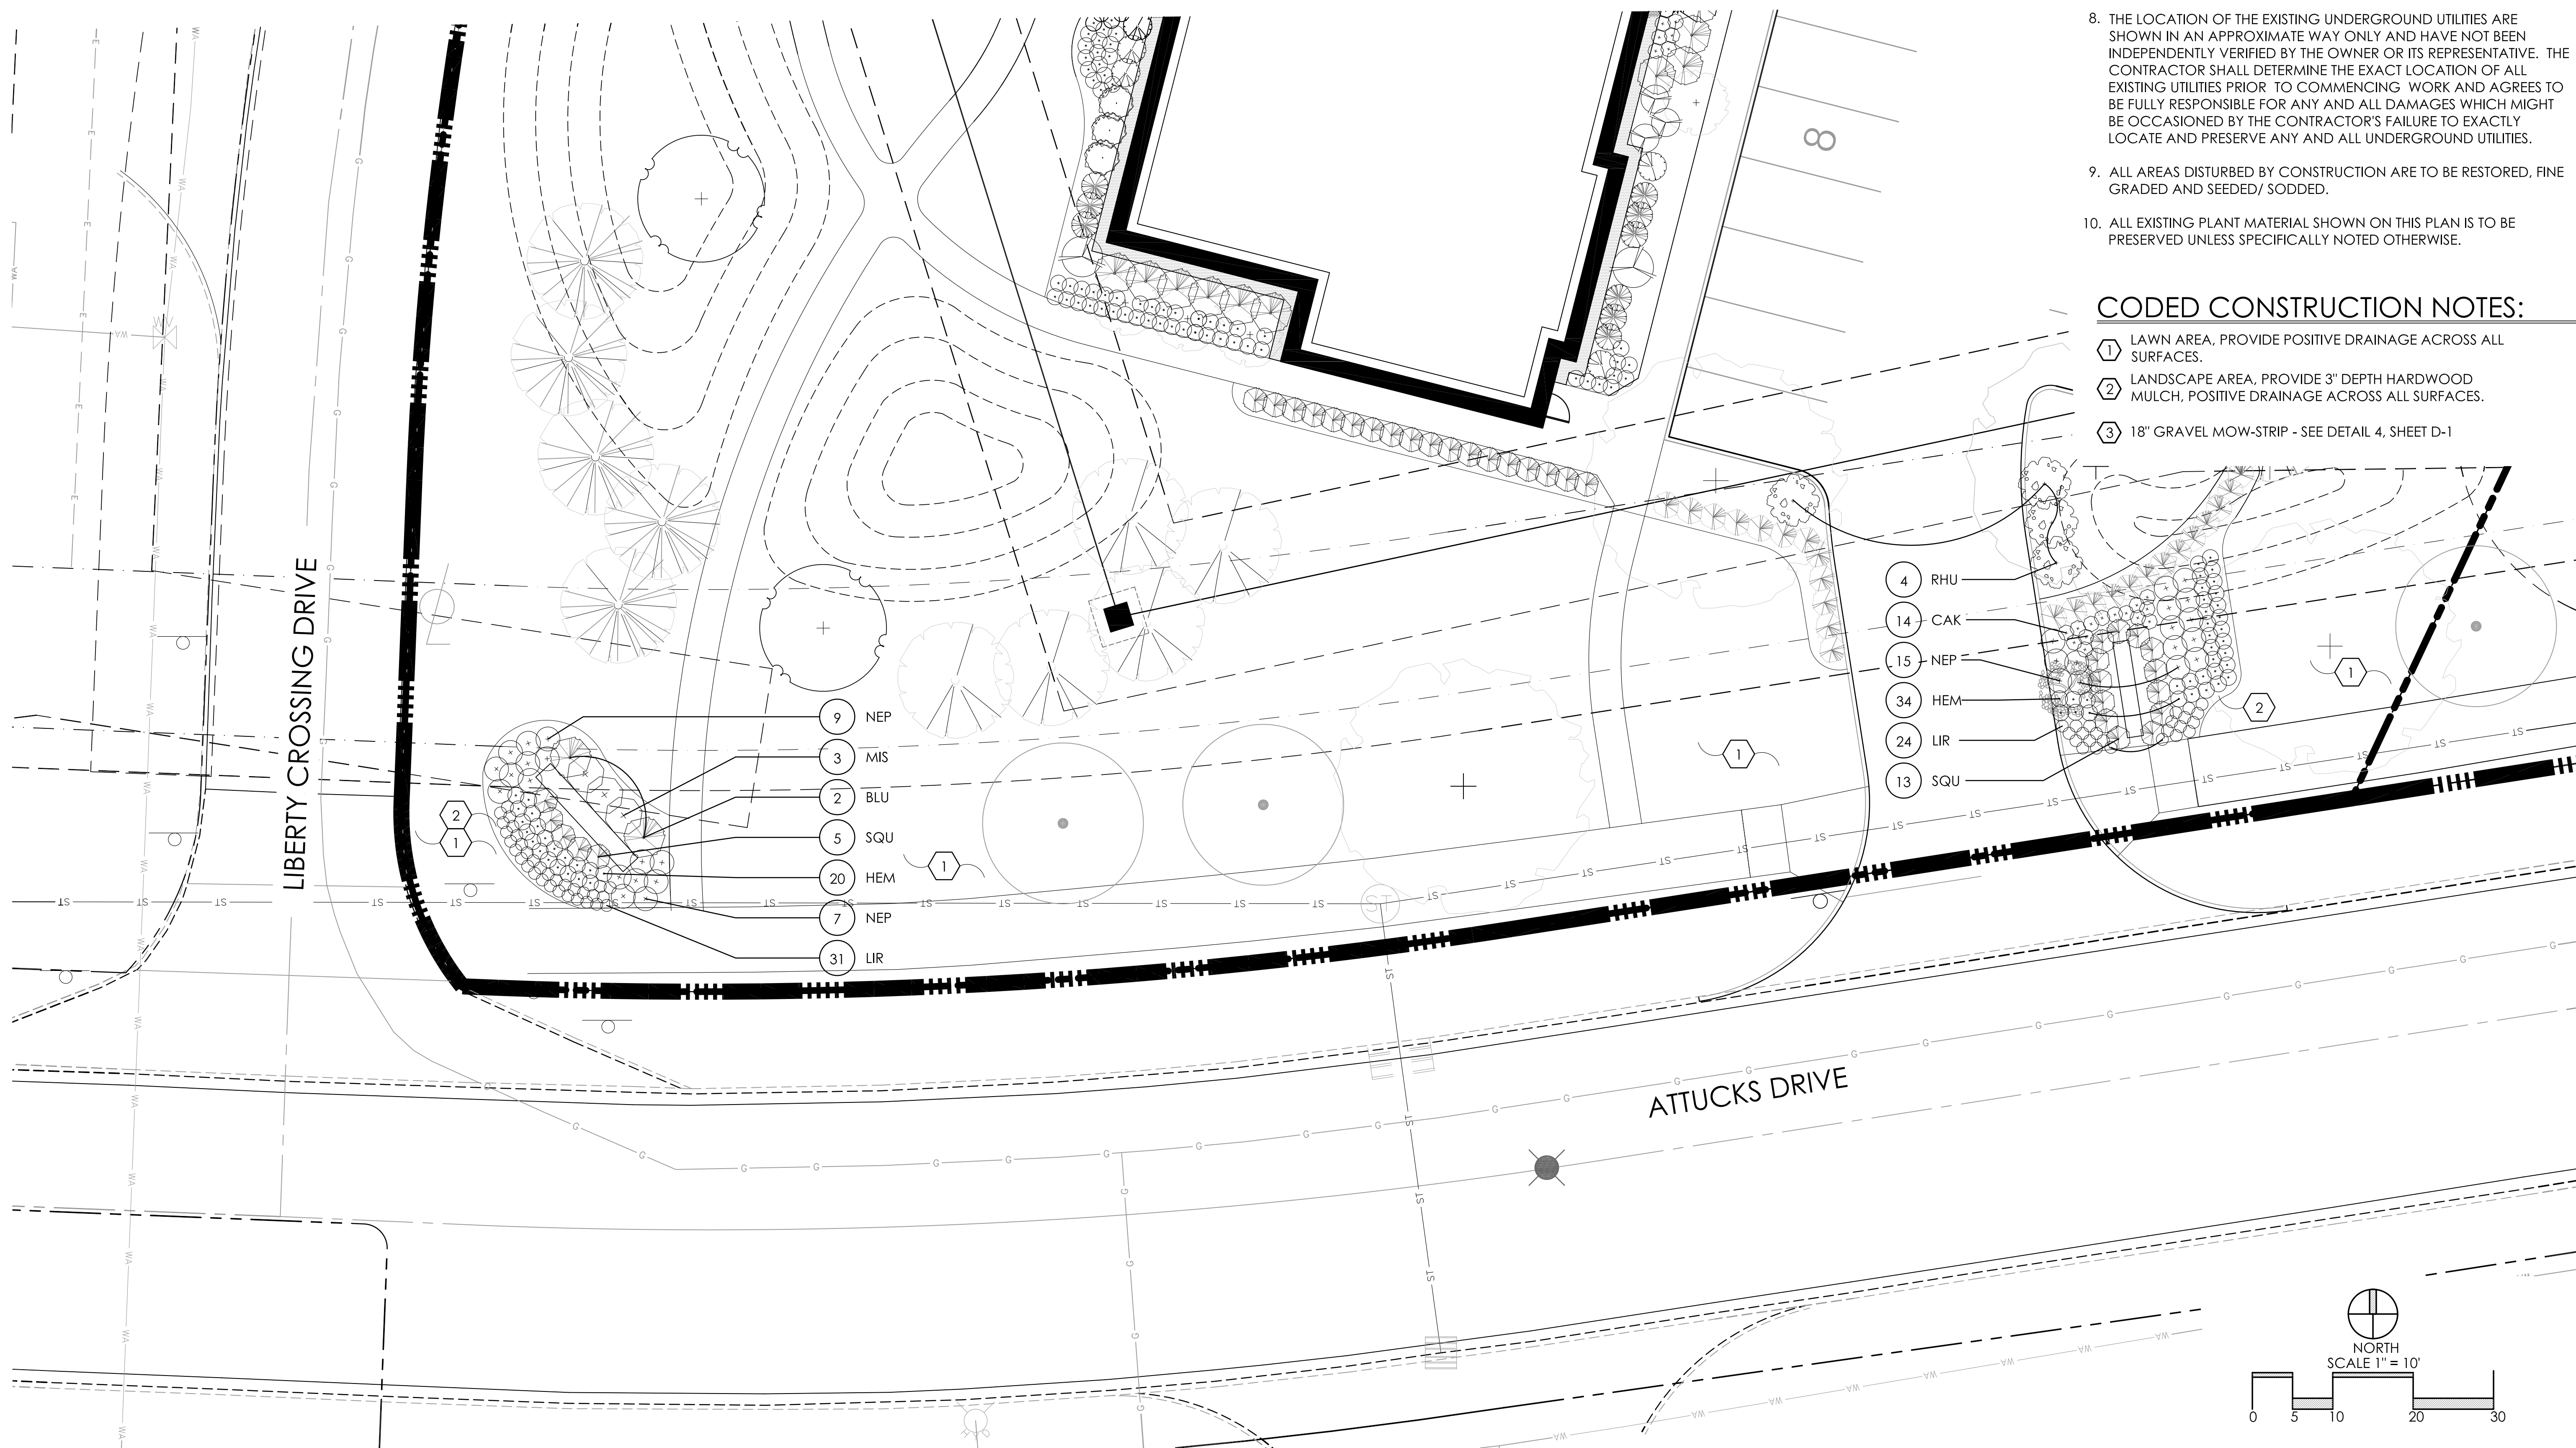 8. THE LOCATION OF THE EXISTING UNDERGROUND UTILITIES ARE
SHOWN IN AN APPROXIMATE WAY ONLY AND HAVE NOT BEEN
INDEPENDENTLY VERIFIED BY THE OWNER OR ITS REPRESENTATIVE. THE
CONTRACTOR SHALL DETERMINE THE EXACT LOCATION OF ALL
EXISTING UTILITIES PRIOR TO COMMENCING WORK AND AGREES TO
BE FULLY RESPONSIBLE FOR ANY AND ALL DAMAGES WHICH MIGHT
BE OCCASIONED BY THE CONTRACTOR'S FAILURE TO EXACTLY
LOCATE AND PRESERVE ANY AND ALL UNDERGROUND UTILITIES.
9. ALL AREAS DISTURBED BY CONSTRUCTION ARE TO BE RESTORED, FINE
GRADED AND SEEDED/ SODDED.
10. ALL EXISTING PLANT MATERIAL SHOWN ON THIS PLAN IS TO BE
PRESERVED UNLESS SPECIFICALLY NOTED OTHERWISE.
CODED CONSTRUCTION NOTES:
1 LAWN AREA, PROVIDE POSITIVE DRAINAGE ACROSS ALL
SURFACES.
2 LANDSCAPE AREA, PROVIDE 3" DEPTH HARDWOOD
MULCH, POSITIVE DRAINAGE ACROSS ALL SURFACES.
3 18" GRAVEL MOW-STRIP - SEE DETAIL 4, SHEET D-1
8
LIBERTY CROSSING DRIVE
4 RHU
14 CAK
15 NEP
34 HEM
24 LIR
13 SQU
1
2
9 NEP
3 MIS
2 BLU
5 SQU
20 HEM
7 NEP
31 LIR
2
1
1
1
ST
ATTUCKS DRIVE
NORTH
SCALE 1" = 10'
0 5 10 20 30